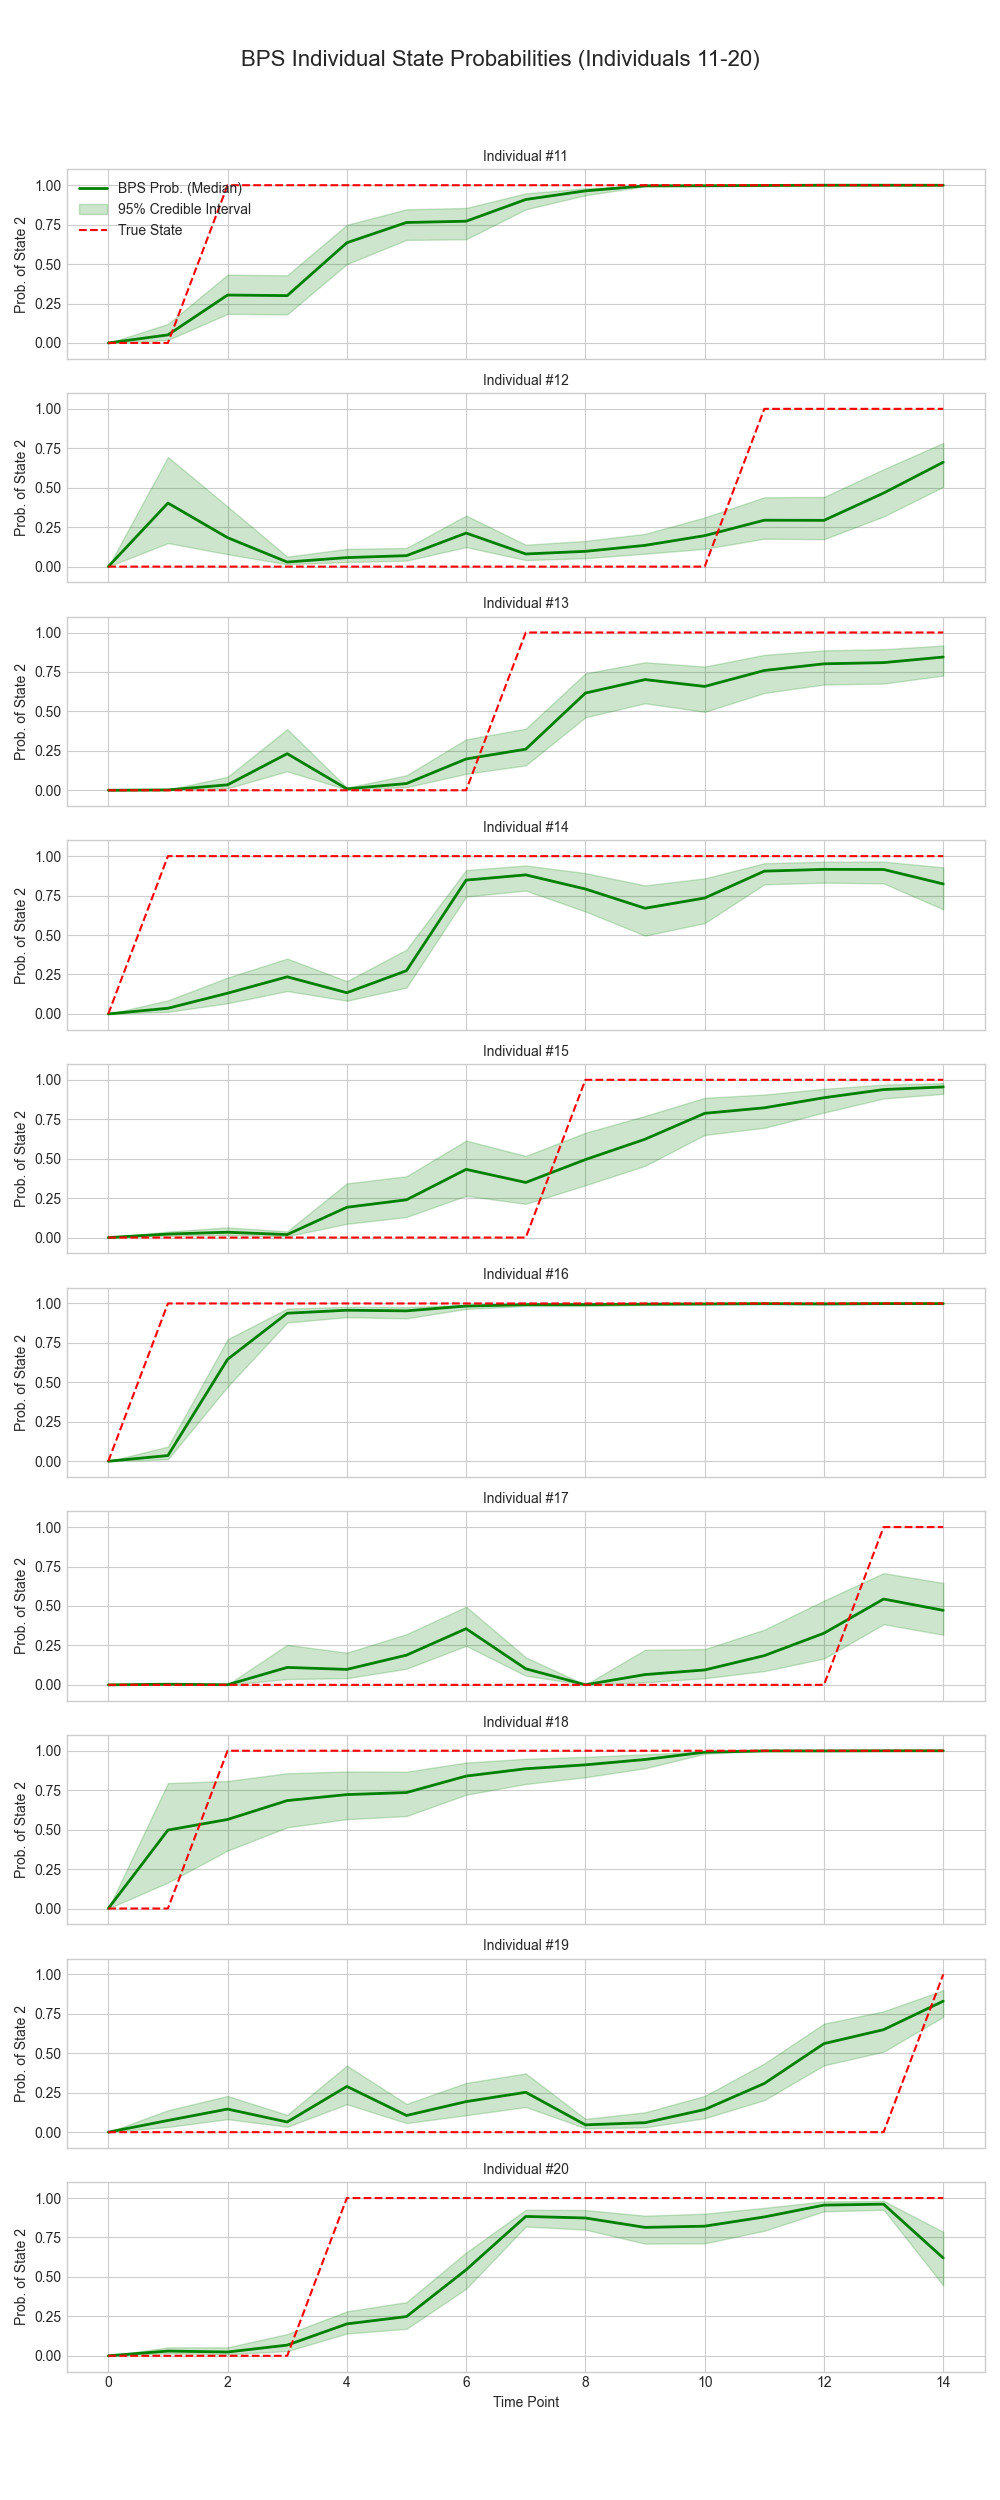 BPS Individual State Probabilities (Individuals 11-20)
Individual #11
Prob. of State 2
1.00
0.75
0.50
0.25
0.00
BPS Prob. (Median)
95% Credible Interval
True State
Individual #12
Prob. of State 2
1.00
0.75
0.50
0.25
0.00
Individual #13
Prob. of State 2
1.00
0.75
0.50
0.25
0.00
Individual #14
Prob. of State 2
1.00
0.75
0.50
0.25
0.00
Individual #15
Prob. of State 2
1.00
0.75
0.50
0.25
0.00
Individual #16
Prob. of State 2
1.00
0.75
0.50
0.25
0.00
Individual #17
Prob. of State 2
1.00
0.75
0.50
0.25
0.00
Individual #18
Prob. of State 2
1.00
0.75
0.50
0.25
0.00
Individual #19
Prob. of State 2
1.00
0.75
0.50
0.25
0.00
Individual #20
Prob. of State 2
1.00
0.75
0.50
0.25
0.00
0 2 4 6 8 10 12 14
Time Point